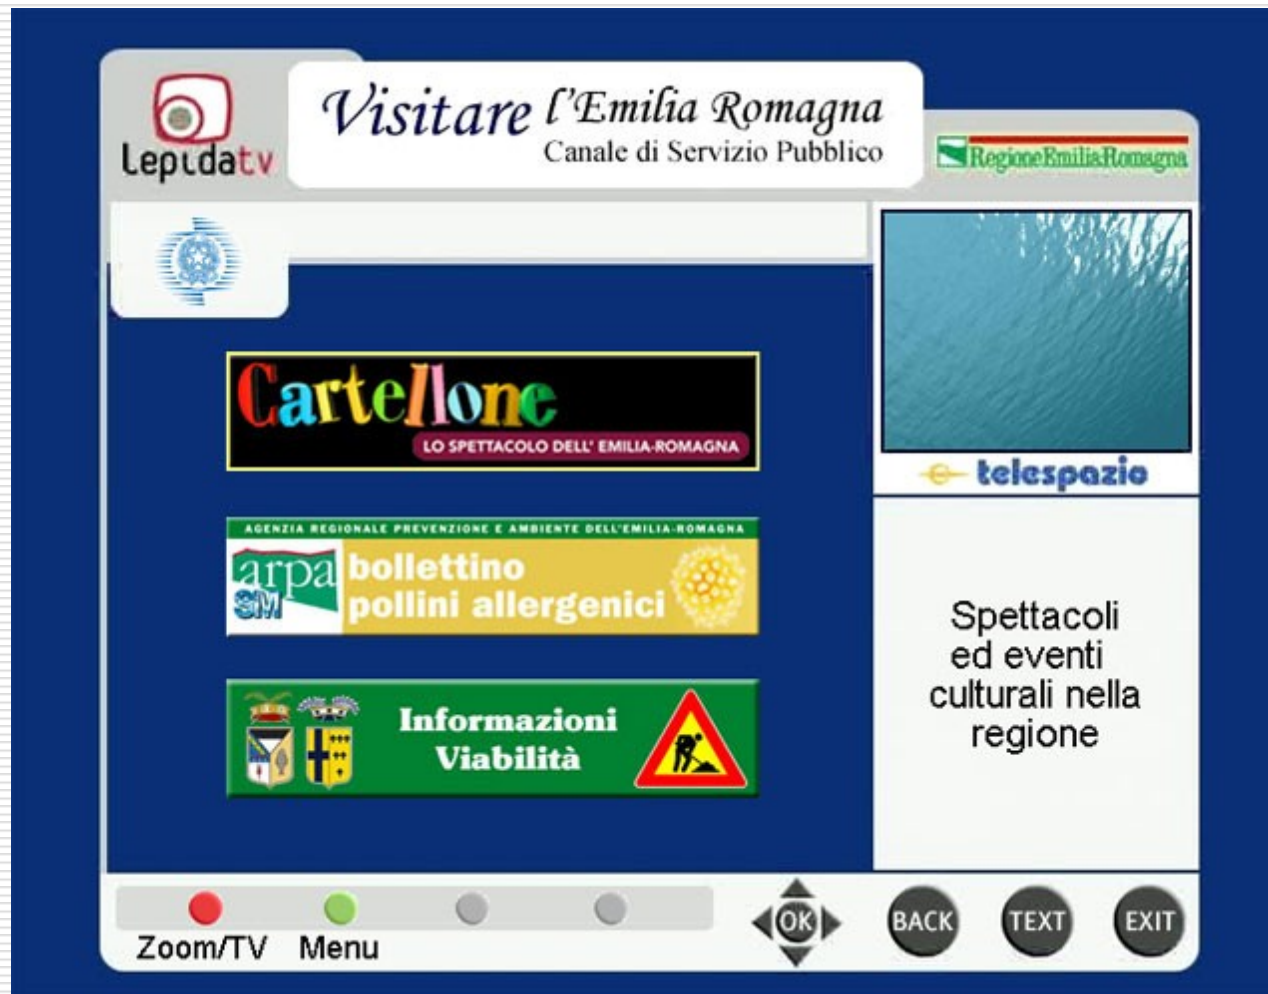 Lepidatv
Visitare l'Emilia Romagna
Canale di Servizio Pubblico
RegioneEmiliaRomagna
Cartellone
LO SPETTACOLO DELL' EMILIA-ROMAGNA
telespazio
AGENZIA REGIONALE PREVENZIONE E AMBIENTE DELL'EMILIA-ROMAGNA
arpa
SIM
bollettino
pollini allergenici
Spettacoli
ed eventi
culturali nella
regione
Informazioni
Viabilità
Zoom/TV
Menu
OK
BACK
TEXT
EXIT